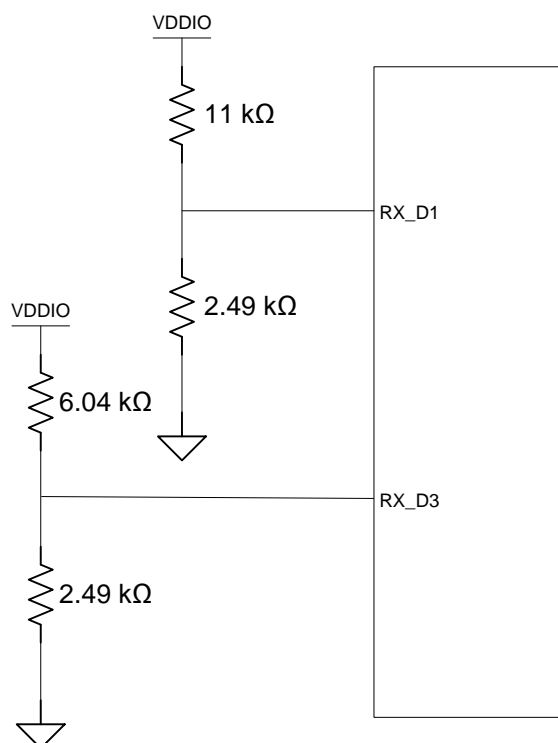 VDDIO
11 kΩ
RX_D1
2.49 kΩ
VDDIO
6.04 kΩ
RX_D3
2.49 kΩ